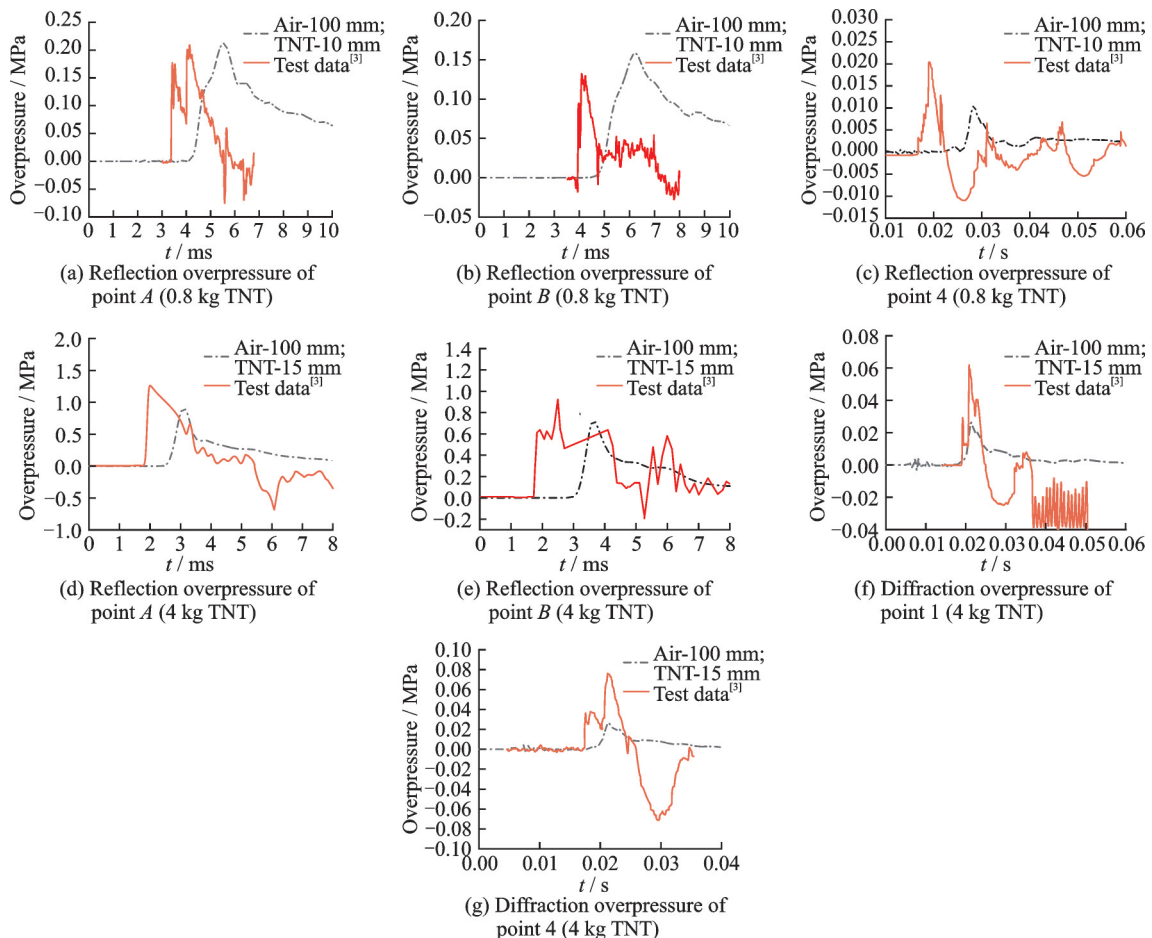 0.25
0.20
0.15
0.10
0.05
0.00
−0.05
−0.10
Overpressure / MPa
Air-100 mm;
TNT-10 mm
Test data[3]
0 1 2 3 4 5 6 7 8 9 10
t / ms
(a) Reflection overpressure of
point A (0.8 kg TNT)
0.20
0.15
0.10
0.05
0.00
−0.05
Overpressure / MPa
Air-100 mm;
TNT-10 mm
Test data[3]
0 1 2 3 4 5 6 7 8 9 10
t / ms
(b) Reflection overpressure of
point B (0.8 kg TNT)
0.030
0.025
0.020
0.015
0.010
0.005
0.000
−0.005
−0.010
−0.015
Overpressure / MPa
Air-100 mm;
TNT-10 mm
Test data[3]
0.01 0.02 0.03 0.04 0.05 0.06
t / s
(c) Reflection overpressure of
point 4 (0.8 kg TNT)
2.0
1.5
1.0
0.5
0.0
−0.5
−1.0
Overpressure / MPa
Air-100 mm;
TNT-15 mm
Test data[3]
0 1 2 3 4 5 6 7 8
t / ms
(d) Reflection overpressure of
point A (4 kg TNT)
1.4
1.2
1.0
0.8
0.6
0.4
0.2
0.0
−0.2
Overpressure / MPa
Air-100 mm;
TNT-15 mm
Test data[3]
0 1 2 3 4 5 6 7 8
t / ms
(e) Reflection overpressure of
point B (4 kg TNT)
0.08
0.06
0.04
0.02
0.00
−0.02
−0.04
Overpressure / MPa
Air-100 mm;
TNT-15 mm
Test data[3]
0.00 0.01 0.02 0.03 0.04 0.05 0.06
t / s
(f) Diffraction overpressure of
point 1 (4 kg TNT)
0.10
0.08
0.06
0.04
0.02
0.00
−0.02
−0.04
−0.06
−0.08
−0.10
Overpressure / MPa
Air-100 mm;
TNT-15 mm
Test data[3]
0.00 0.01 0.02 0.03 0.04
t / s
(g) Diffraction overpressure of
point 4 (4 kg TNT)